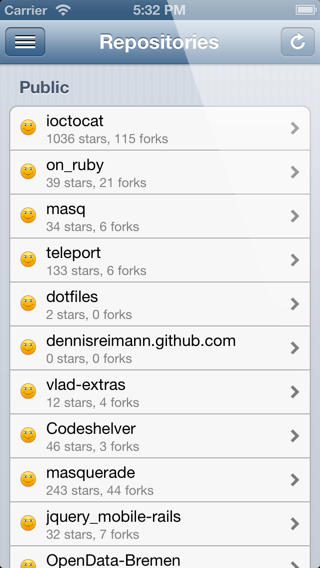 Carrier 5:32 PM
Repositories
Public
ioctocat
1036 stars, 115 forks
on_ruby
39 stars, 21 forks
masq
34 stars, 6 forks
teleport
133 stars, 6 forks
dotfiles
2 stars, 0 forks
dennisreimann.github.com
0 stars, 0 forks
vlad-extras
12 stars, 4 forks
Codeshelver
46 stars, 3 forks
masquerade
243 stars, 44 forks
jquery_mobile-rails
32 stars, 7 forks
OpenData-Bremen